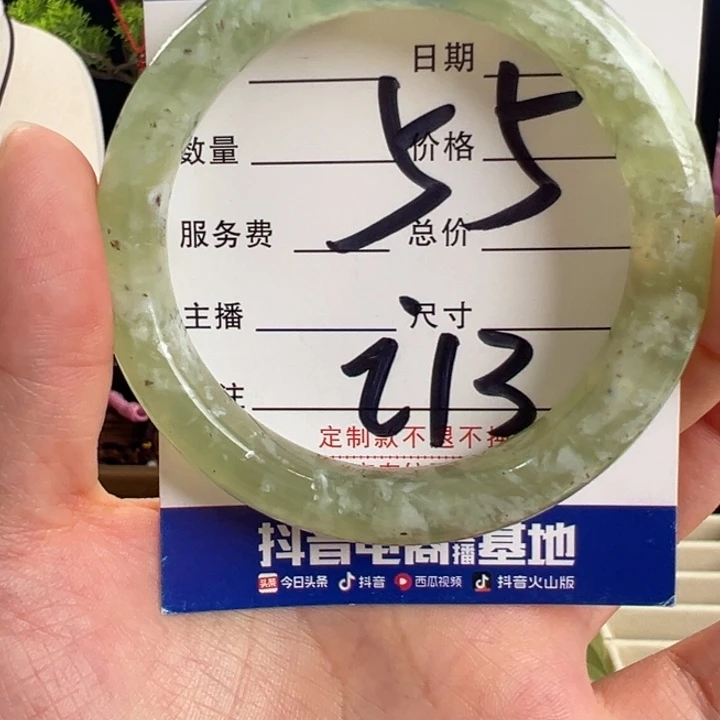 日期
55
数量 价格
服务费 总价
主播 尺寸
213
注
定制款不退不换
抖音电商直播基地
今日头条 抖音 西瓜视频 抖音火山版